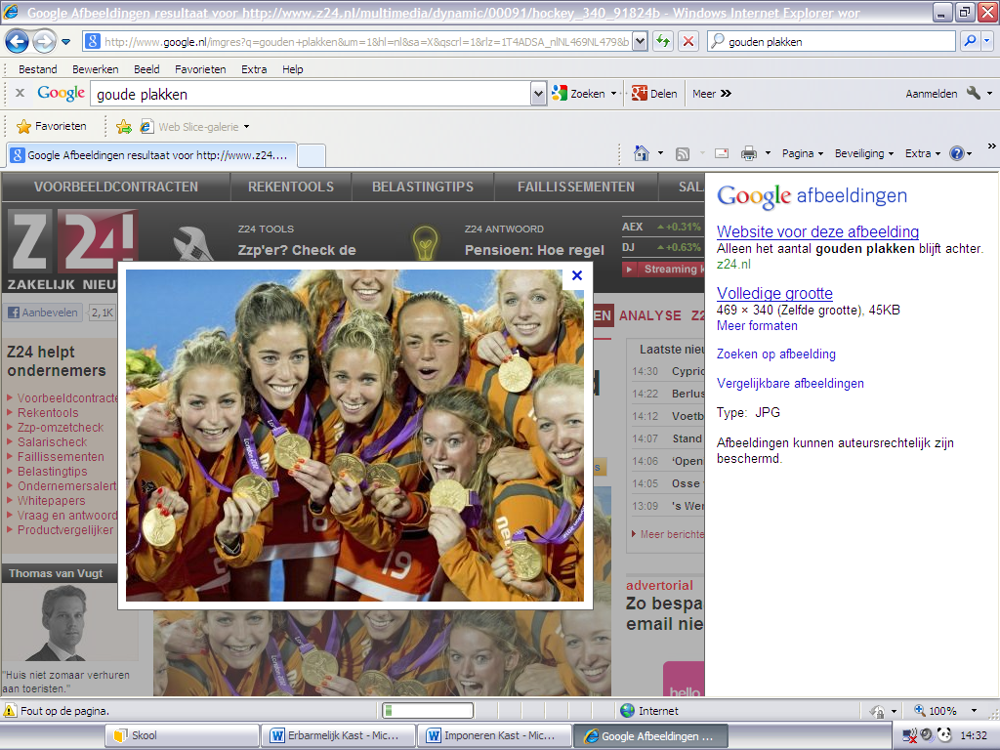 Google Afbeeldingen resultaat voor http://www.z24.nl/multimedia/dynamic/00091/hockey_340_91824b - Windows Internet Explorer wor
http://www.google.nl/imgres?q=gouden+plakken&um=1&hl=nl&sa=X&qscrl=1&rlz=1T4ADSA_nlNL469NL479&b
gouden plakken
Bestand Bewerken Beeld Favorieten Extra Help
x Google goude plakken Zoeken Delen Meer » Aanmelden
Favorieten Web Slice-galerie
Google Afbeeldingen resultaat voor http://www.z24....
Pagina Beveiliging Extra »
VOORBEELDCONTRACTEN REKENTOOLS BELASTINGTIPS FAILLISSEMENTEN SAL
Z24!
ZAKELIJK NIEU
Z24 TOOLS
Zzp'er? Check de
Z24 ANTWOORD
Pensioen: Hoe regel
AEX +0.31%
DJ +0.63%
Streaming k
Aanbevelen 2,1K
EN ANALYSE Z2
Z24 helpt
ondernemers
Voorbeeldcontracte
Rekentools
Zzp-omzetcheck
Salarischeck
Faillissementen
Belastingtips
Ondernemersalert
Whitepapers
Vraag en antwoord
Productvergelijker
Thomas van Vugt
"Huis niet zomaar verhuren
aan toeristen."
19
Laatste nieu
14:30 Cypric
14:22 Berlus
14:12 Voetb
14:07 Stand
14:06 'Open
14:05 Osse
13:09 's Wer
Meer berichte
advertorial
Zo bespa
email nie
hello
Google afbeeldingen
Website voor deze afbeelding
Alleen het aantal gouden plakken blijft achter.
z24.nl
Volledige grootte
469 × 340 (Zelfde grootte), 45KB
Meer formaten
Zoeken op afbeelding
Vergelijkbare afbeeldingen
Type: JPG
Afbeeldingen kunnen auteursrechtelijk zijn
beschermd.
Fout op de pagina. Internet 100%
Skool Erbarmelijk Kast - Mic... Imponeren Kast - Mic... Google Afbeeldingen ... 14:32